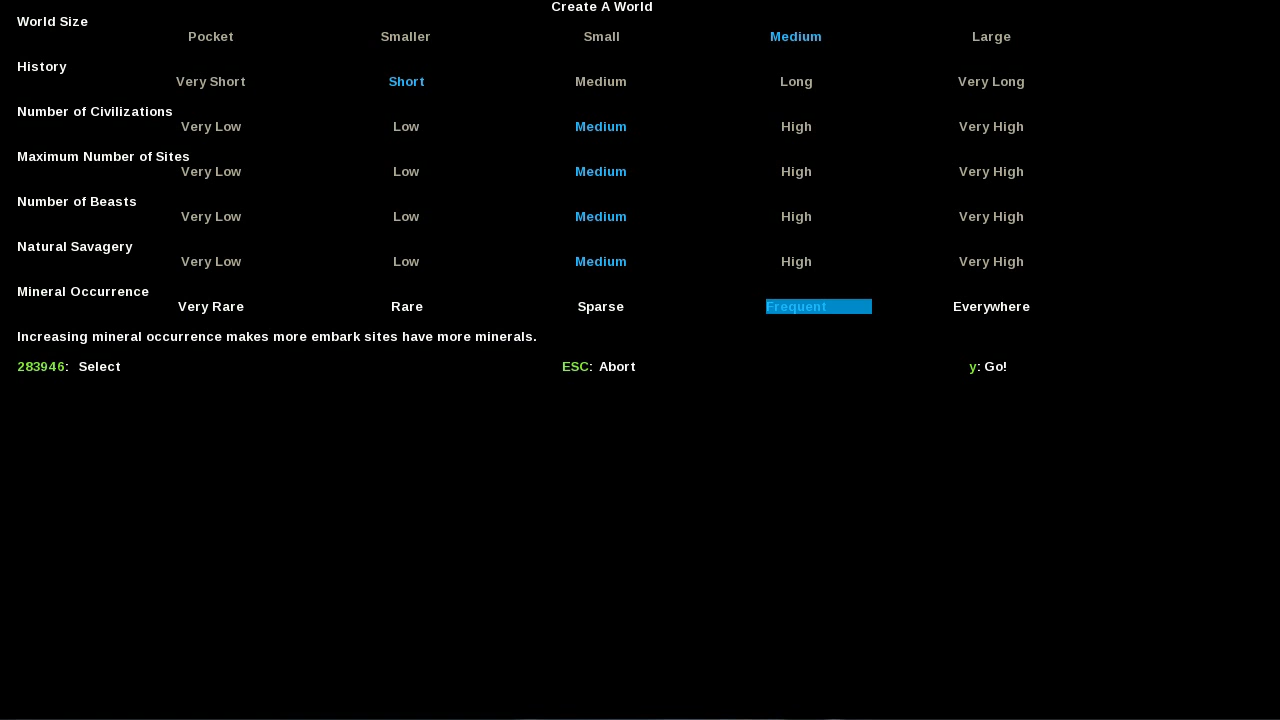 Create A World
World Size
Pocket Smaller Small Medium Large
History
Very Short Short Medium Long Very Long
Number of Civilizations
Very Low Low Medium High Very High
Maximum Number of Sites
Very Low Low Medium High Very High
Number of Beasts
Very Low Low Medium High Very High
Natural Savagery
Very Low Low Medium High Very High
Mineral Occurrence
Very Rare Rare Sparse Frequent Everywhere
Increasing mineral occurrence makes more embark sites have more minerals.
283946: Select ESC: Abort y: Go!